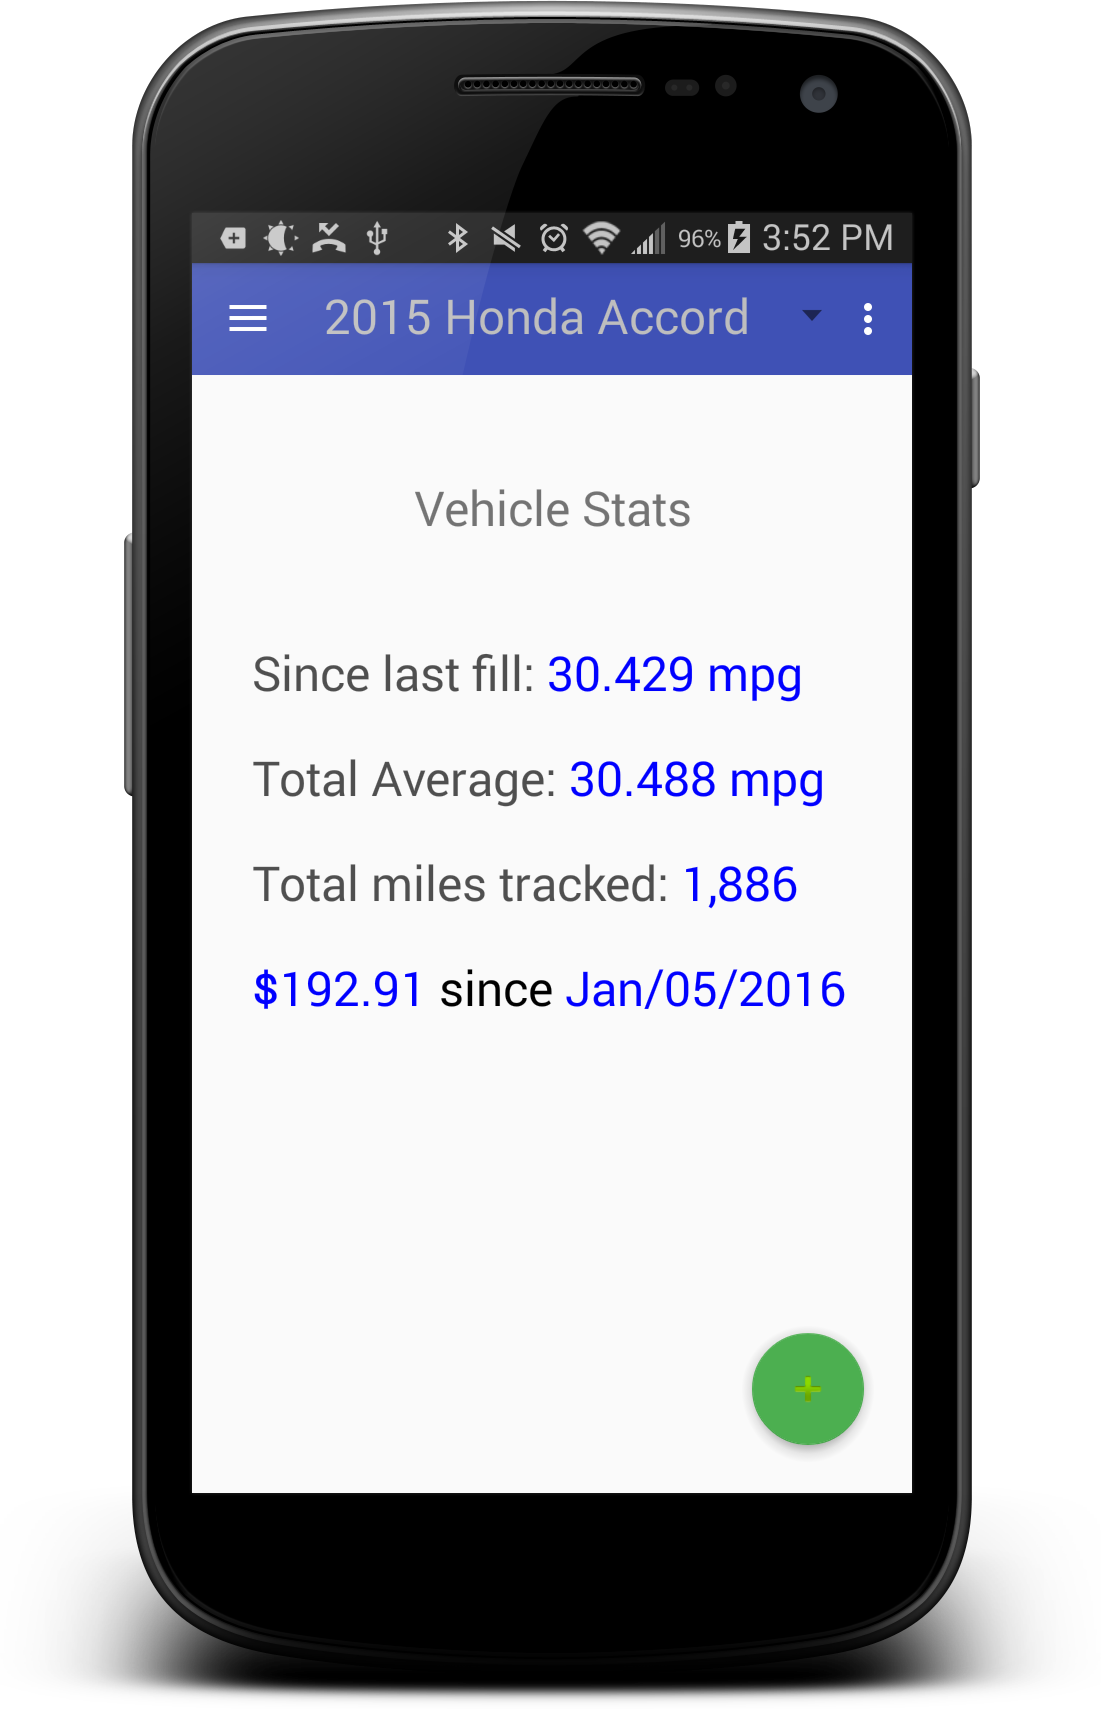 96% 3:52 PM
2015 Honda Accord
Vehicle Stats
Since last fill: 30.429 mpg
Total Average: 30.488 mpg
Total miles tracked: 1,886
$192.91 since Jan/05/2016